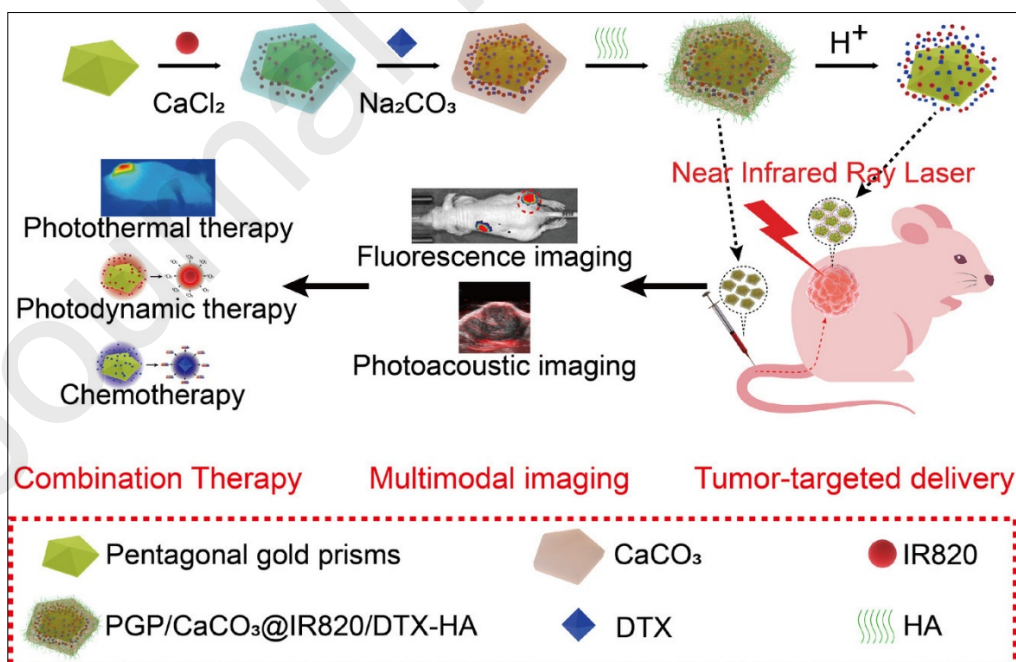 CaCl₂
Na₂CO₃
HA
H⁺
Near Infrared Ray Laser
Photothermal therapy
Photodynamic therapy
Chemotherapy
Fluorescence imaging
Photoacoustic imaging
Combination Therapy
Multimodal imaging
Tumor-targeted delivery
Pentagonal gold prisms
CaCO₃
IR820
PGP/CaCO₃@IR820/DTX-HA
DTX
HA